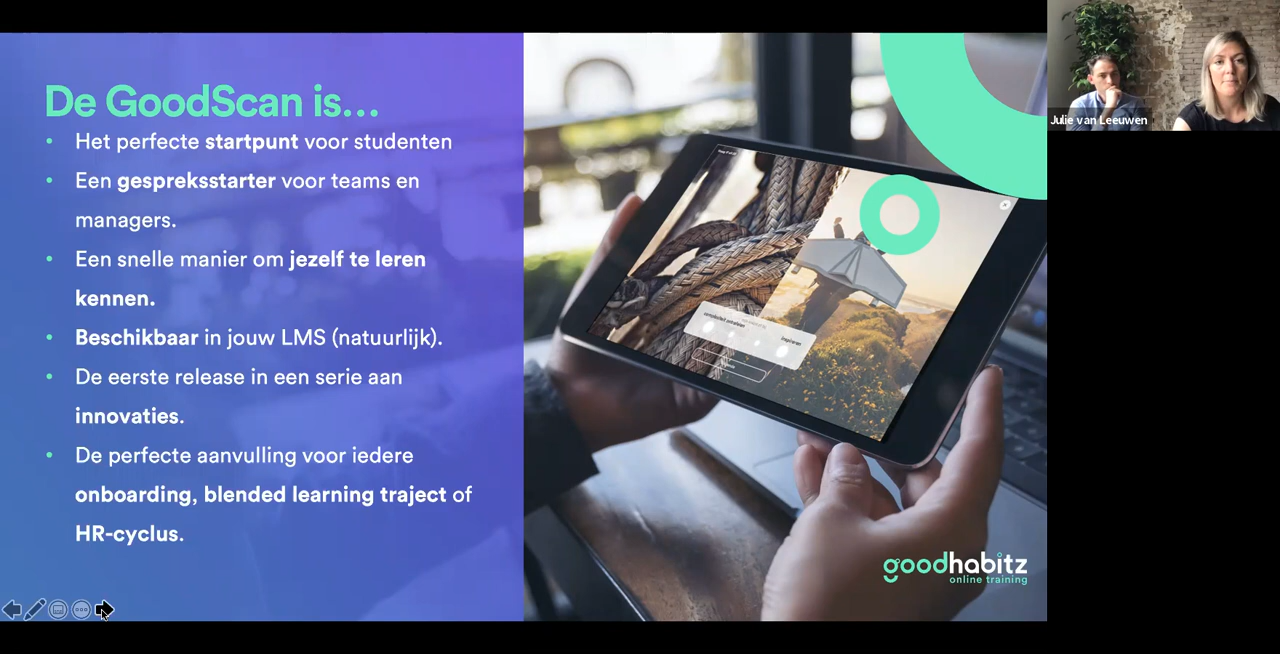 De GoodScan is...
• Het perfecte startpunt voor studenten
• Een gespreksstarter voor teams en
managers.
• Een snelle manier om jezelf te leren
kennen.
• Beschikbaar in jouw LMS (natuurlijk).
• De eerste release in een serie aan
innovaties.
• De perfecte aanvulling voor iedere
onboarding, blended learning traject of
HR-cyclus.
inspireren
goodhabitz
online training
Julie van Leeuwen